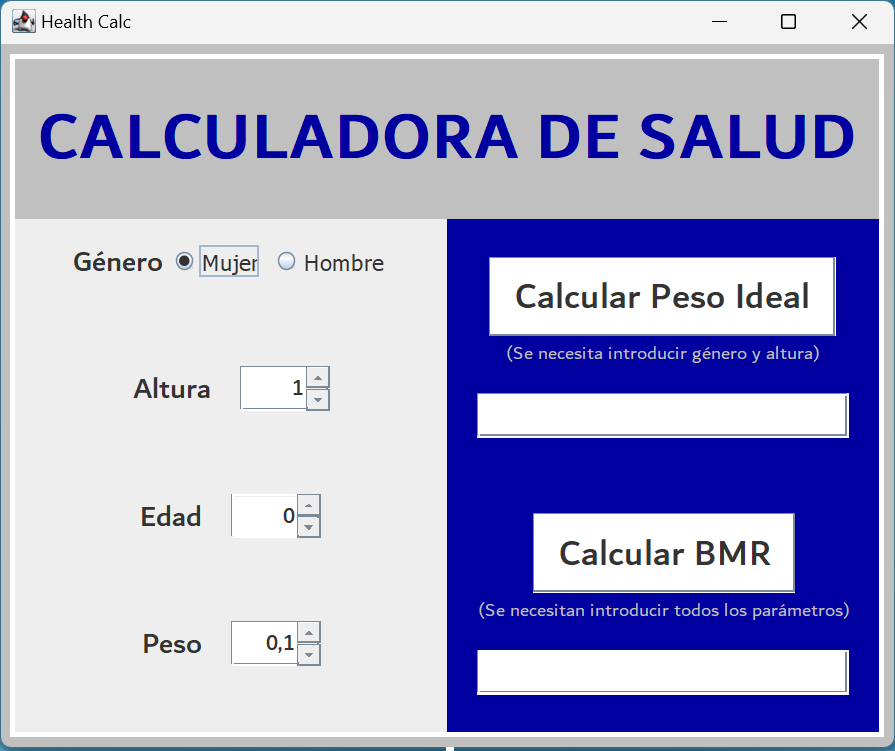 Health Calc
CALCULADORA DE SALUD
Género Mujer Hombre
Altura 1
Edad 0
Peso 0,1
Calcular Peso Ideal
(Se necesita introducir género y altura)
Calcular BMR
(Se necesitan introducir todos los parámetros)